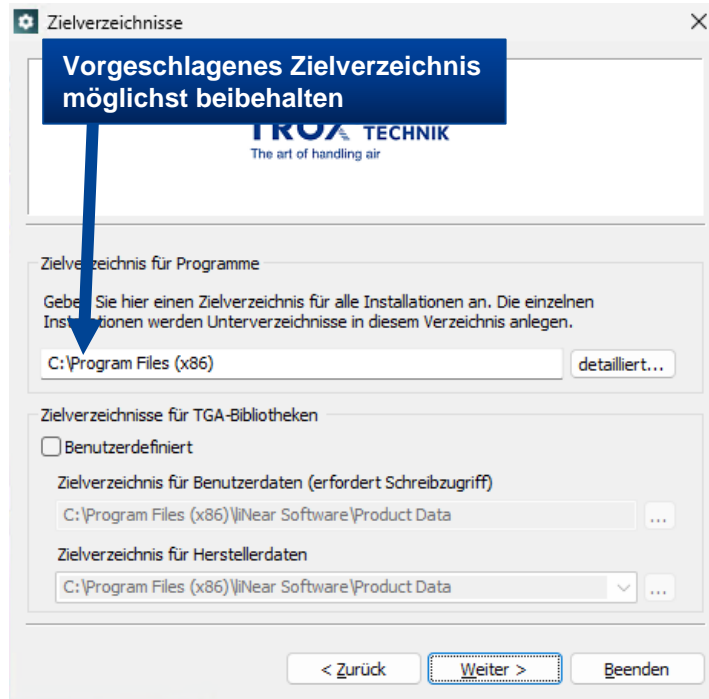 Zielverzeichnisse
Vorgeschlagenes Zielverzeichnis
möglichst beibehalten
TROX TECHNIK
The art of handling air
Zielverzeichnis für Programme
Geben Sie hier einen Zielverzeichnis für alle Installationen an. Die einzelnen
Installationen werden Unterverzeichnisse in diesem Verzeichnis anlegen.
C:\Program Files (x86)
detailliert...
Zielverzeichnisse für TGA-Bibliotheken
Benutzerdefiniert
Zielverzeichnis für Benutzerdaten (erfordert Schreibzugriff)
C:\Program Files (x86)\liNear Software\Product Data
...
Zielverzeichnis für Herstellerdaten
C:\Program Files (x86)\liNear Software\Product Data
...
< Zurück
Weiter >
Beenden